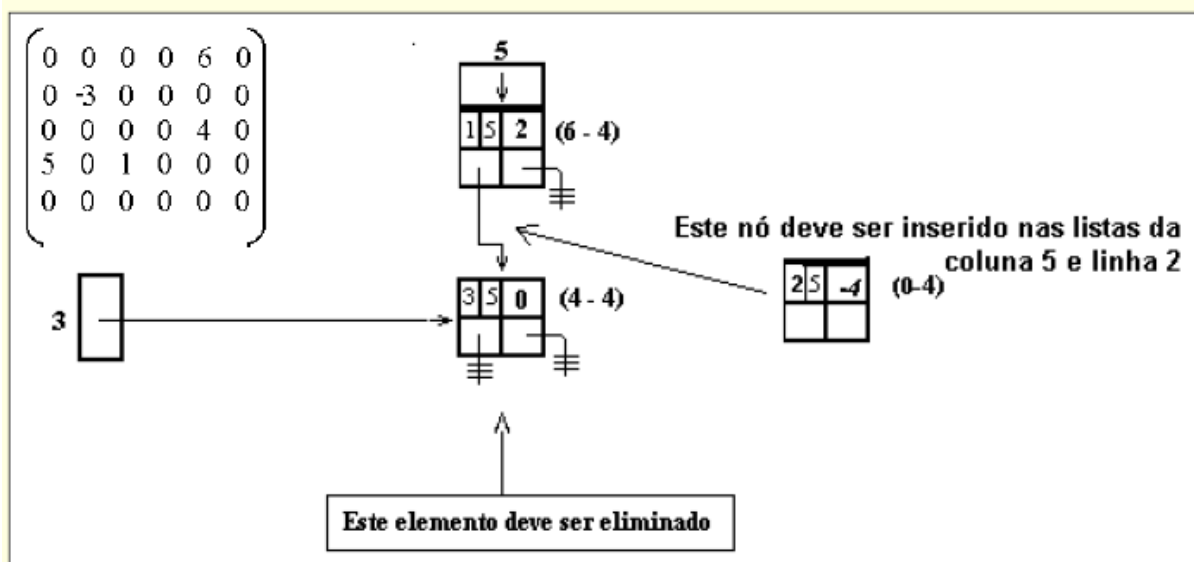 0 0 0 0 6 0
0 -3 0 0 0 0
0 0 0 0 4 0
5 0 1 0 0 0
0 0 0 0 0 0
5
1 5 2 (6 - 4)
Este nó deve ser inserido nas listas da
coluna 5 e linha 2
2 5 -4 (0-4)
3
3 5 0 (4 - 4)
Este elemento deve ser eliminado